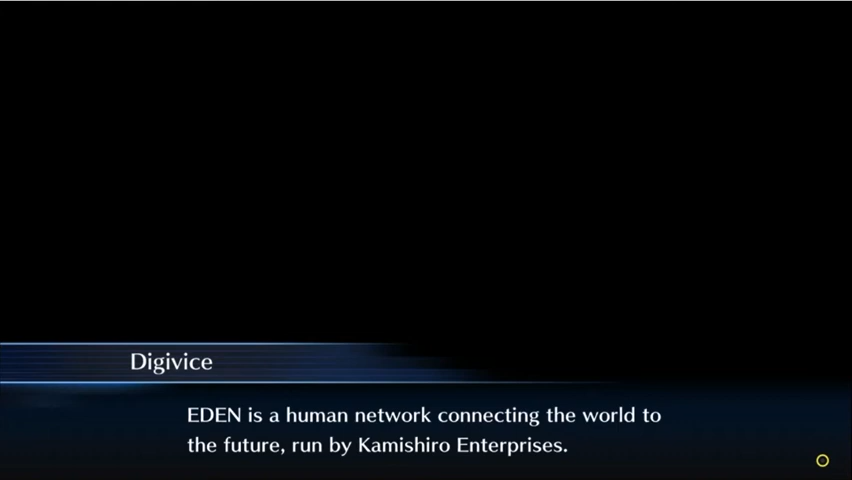 Digivice
EDEN is a human network connecting the world to
the future, run by Kamishiro Enterprises.